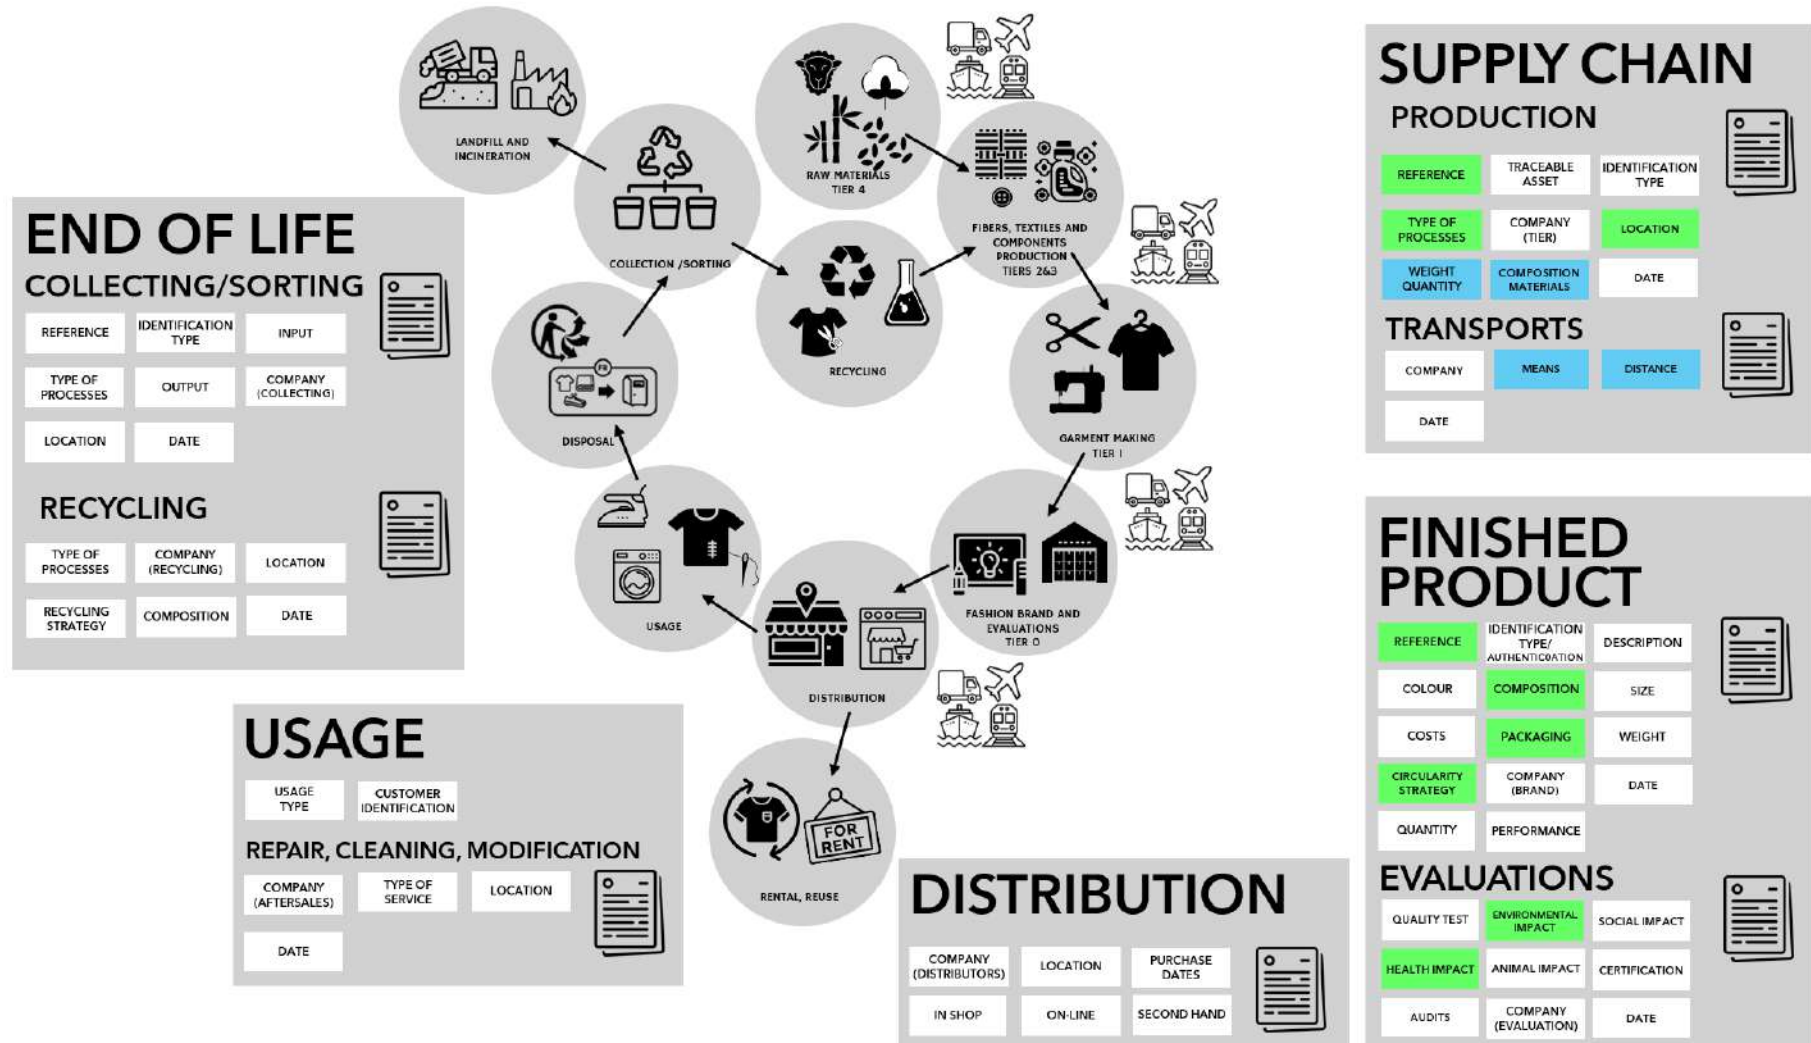 LANDFILL AND
INCINERATION
COLLECTION /SORTING
RAW MATERIALS
TIER 4
FIBERS, TEXTILES AND
COMPONENTS
PRODUCTION
TIERS 2&3
RECYCLING
GARMENT MAKING
TIER 1
FASHION BRAND AND
EVALUATIONS
TIER 0
DISTRIBUTION
FOR
RENT
RENTAL, REUSE
USAGE
FR
DISPOSAL
END OF LIFE
COLLECTING/SORTING
REFERENCE
IDENTIFICATION
TYPE
INPUT
TYPE OF
PROCESSES
OUTPUT
COMPANY
(COLLECTING)
LOCATION
DATE
RECYCLING
TYPE OF
PROCESSES
COMPANY
(RECYCLING)
LOCATION
RECYCLING
STRATEGY
COMPOSITION
DATE
USAGE
USAGE
TYPE
CUSTOMER
IDENTIFICATION
REPAIR, CLEANING, MODIFICATION
COMPANY
(AFTERSALES)
TYPE OF
SERVICE
LOCATION
DATE
DISTRIBUTION
COMPANY
(DISTRIBUTORS)
LOCATION
PURCHASE
DATES
IN SHOP
ON-LINE
SECOND HAND
SUPPLY CHAIN
PRODUCTION
REFERENCE
TRACEABLE
ASSET
IDENTIFICATION
TYPE
TYPE OF
PROCESSES
COMPANY
(TIER)
LOCATION
WEIGHT
QUANTITY
COMPOSITION
MATERIALS
DATE
TRANSPORTS
COMPANY
MEANS
DISTANCE
DATE
FINISHED
PRODUCT
REFERENCE
IDENTIFICATION
TYPE/
AUTHENTICOATION
DESCRIPTION
COLOUR
COMPOSITION
SIZE
COSTS
PACKAGING
WEIGHT
CIRCULARITY
STRATEGY
COMPANY
(BRAND)
DATE
QUANTITY
PERFORMANCE
EVALUATIONS
QUALITY TEST
ENVIRONMENTAL
IMPACT
SOCIAL IMPACT
HEALTH IMPACT
ANIMAL IMPACT
CERTIFICATION
AUDITS
COMPANY
(EVALUATION)
DATE